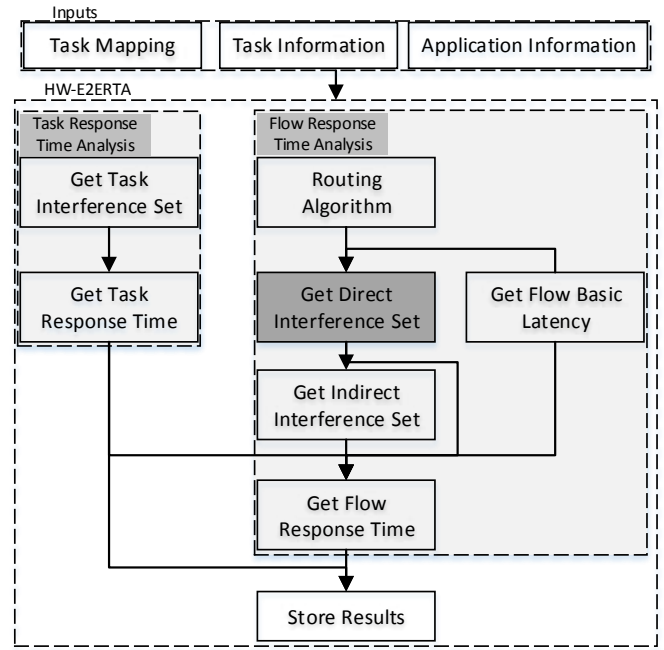 Inputs
Task Mapping
Task Information
Application Information
HW-E2ERTA
Task Response
Time Analysis
Get Task
Interference Set
Get Task
Response Time
Flow Response
Time Analysis
Routing
Algorithm
Get Direct
Interference Set
Get Flow Basic
Latency
Get Indirect
Interference Set
Get Flow
Response Time
Store Results